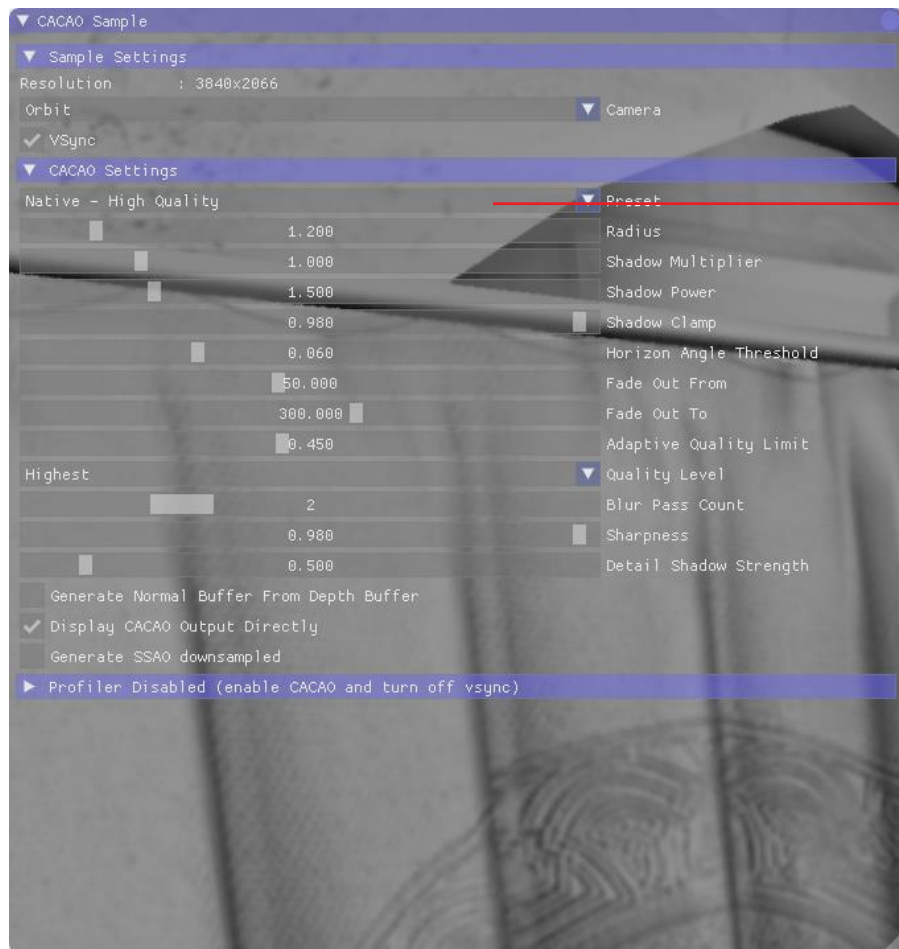 CACAO Sample
Sample Settings
Resolution : 3840x2066
Orbit Camera
VSync
CACAO Settings
Native - High Quality Preset
1.200 Radius
1.000 Shadow Multiplier
1.500 Shadow Power
0.980 Shadow Clamp
0.060 Horizon Angle Threshold
50.000 Fade Out From
300.000 Fade Out To
0.450 Adaptive Quality Limit
Highest Quality Level
2 Blur Pass Count
0.980 Sharpness
0.500 Detail Shadow Strength
Generate Normal Buffer From Depth Buffer
Display CACAO Output Directly
Generate SSAO downsampled
Profiler Disabled (enable CACAO and turn off vsync)